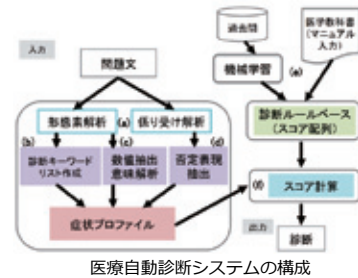 過去問
医学教科書
(マニュアル
入力)
入力
問題文
機械学習
(e)
形態素解析
(a)
係り受け解析
診断ルールベース
(スコア配列)
(b)
(c)
(d)
診断キーワード
リスト作成
数値抽出
意味解析
否定表現
抽出
(f)
スコア計算
症状プロファイル
出力
診断
医療自動診断システムの構成